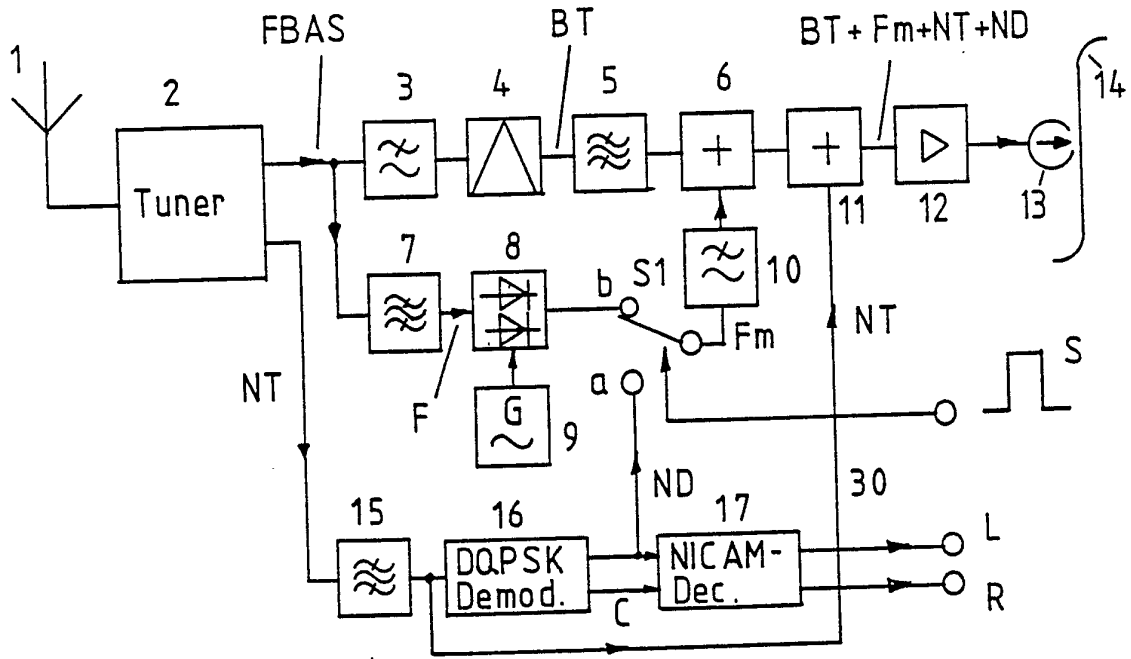 FBAS
BT
BT + Fm + NT + ND
1
2
3
4
5
6
14
Tuner
+
+
11
12
13
7
8
10
b
S1
Fm
NT
S
NT
F
a
G
9
ND
30
15
16
17
L
DQPSK
Demod.
NICAM-
Dec.
C
R